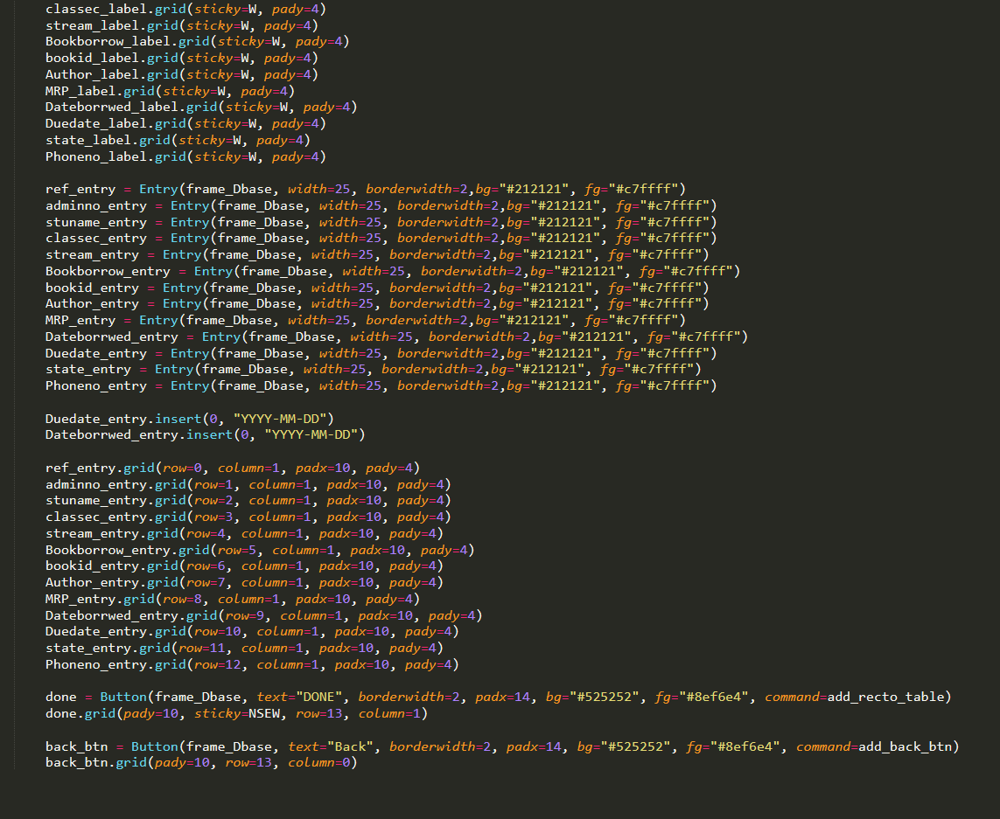 classec_label.grid(sticky=W, pady=4)
stream_label.grid(sticky=W, pady=4)
Bookborrow_label.grid(sticky=W, pady=4)
bookid_label.grid(sticky=W, pady=4)
Author_label.grid(sticky=W, pady=4)
MRP_label.grid(sticky=W, pady=4)
Dateborrwed_label.grid(sticky=W, pady=4)
Duedate_label.grid(sticky=W, pady=4)
state_label.grid(sticky=W, pady=4)
Phoneno_label.grid(sticky=W, pady=4)
ref_entry = Entry(frame_Dbase, width=25, borderwidth=2,bg="#212121", fg="#c7ffff")
adminno_entry = Entry(frame_Dbase, width=25, borderwidth=2,bg="#212121", fg="#c7ffff")
stuname_entry = Entry(frame_Dbase, width=25, borderwidth=2,bg="#212121", fg="#c7ffff")
classec_entry = Entry(frame_Dbase, width=25, borderwidth=2,bg="#212121", fg="#c7ffff")
stream_entry = Entry(frame_Dbase, width=25, borderwidth=2,bg="#212121", fg="#c7ffff")
Bookborrow_entry = Entry(frame_Dbase, width=25, borderwidth=2,bg="#212121", fg="#c7ffff")
bookid_entry = Entry(frame_Dbase, width=25, borderwidth=2,bg="#212121", fg="#c7ffff")
Author_entry = Entry(frame_Dbase, width=25, borderwidth=2,bg="#212121", fg="#c7ffff")
MRP_entry = Entry(frame_Dbase, width=25, borderwidth=2,bg="#212121", fg="#c7ffff")
Dateborrwed_entry = Entry(frame_Dbase, width=25, borderwidth=2,bg="#212121", fg="#c7ffff")
Duedate_entry = Entry(frame_Dbase, width=25, borderwidth=2,bg="#212121", fg="#c7ffff")
state_entry = Entry(frame_Dbase, width=25, borderwidth=2,bg="#212121", fg="#c7ffff")
Phoneno_entry = Entry(frame_Dbase, width=25, borderwidth=2,bg="#212121", fg="#c7ffff")
Duedate_entry.insert(0, "YYYY-MM-DD")
Dateborrwed_entry.insert(0, "YYYY-MM-DD")
ref_entry.grid(row=0, column=1, padx=10, pady=4)
adminno_entry.grid(row=1, column=1, padx=10, pady=4)
stuname_entry.grid(row=2, column=1, padx=10, pady=4)
classec_entry.grid(row=3, column=1, padx=10, pady=4)
stream_entry.grid(row=4, column=1, padx=10, pady=4)
Bookborrow_entry.grid(row=5, column=1, padx=10, pady=4)
bookid_entry.grid(row=6, column=1, padx=10, pady=4)
Author_entry.grid(row=7, column=1, padx=10, pady=4)
MRP_entry.grid(row=8, column=1, padx=10, pady=4)
Dateborrwed_entry.grid(row=9, column=1, padx=10, pady=4)
Duedate_entry.grid(row=10, column=1, padx=10, pady=4)
state_entry.grid(row=11, column=1, padx=10, pady=4)
Phoneno_entry.grid(row=12, column=1, padx=10, pady=4)
done = Button(frame_Dbase, text="DONE", borderwidth=2, padx=14, bg="#525252", fg="#8ef6e4", command=add_recto_table)
done.grid(pady=10, sticky=NSEW, row=13, column=1)
back_btn = Button(frame_Dbase, text="Back", borderwidth=2, padx=14, bg="#525252", fg="#8ef6e4", command=add_back_btn)
back_btn.grid(pady=10, row=13, column=0)